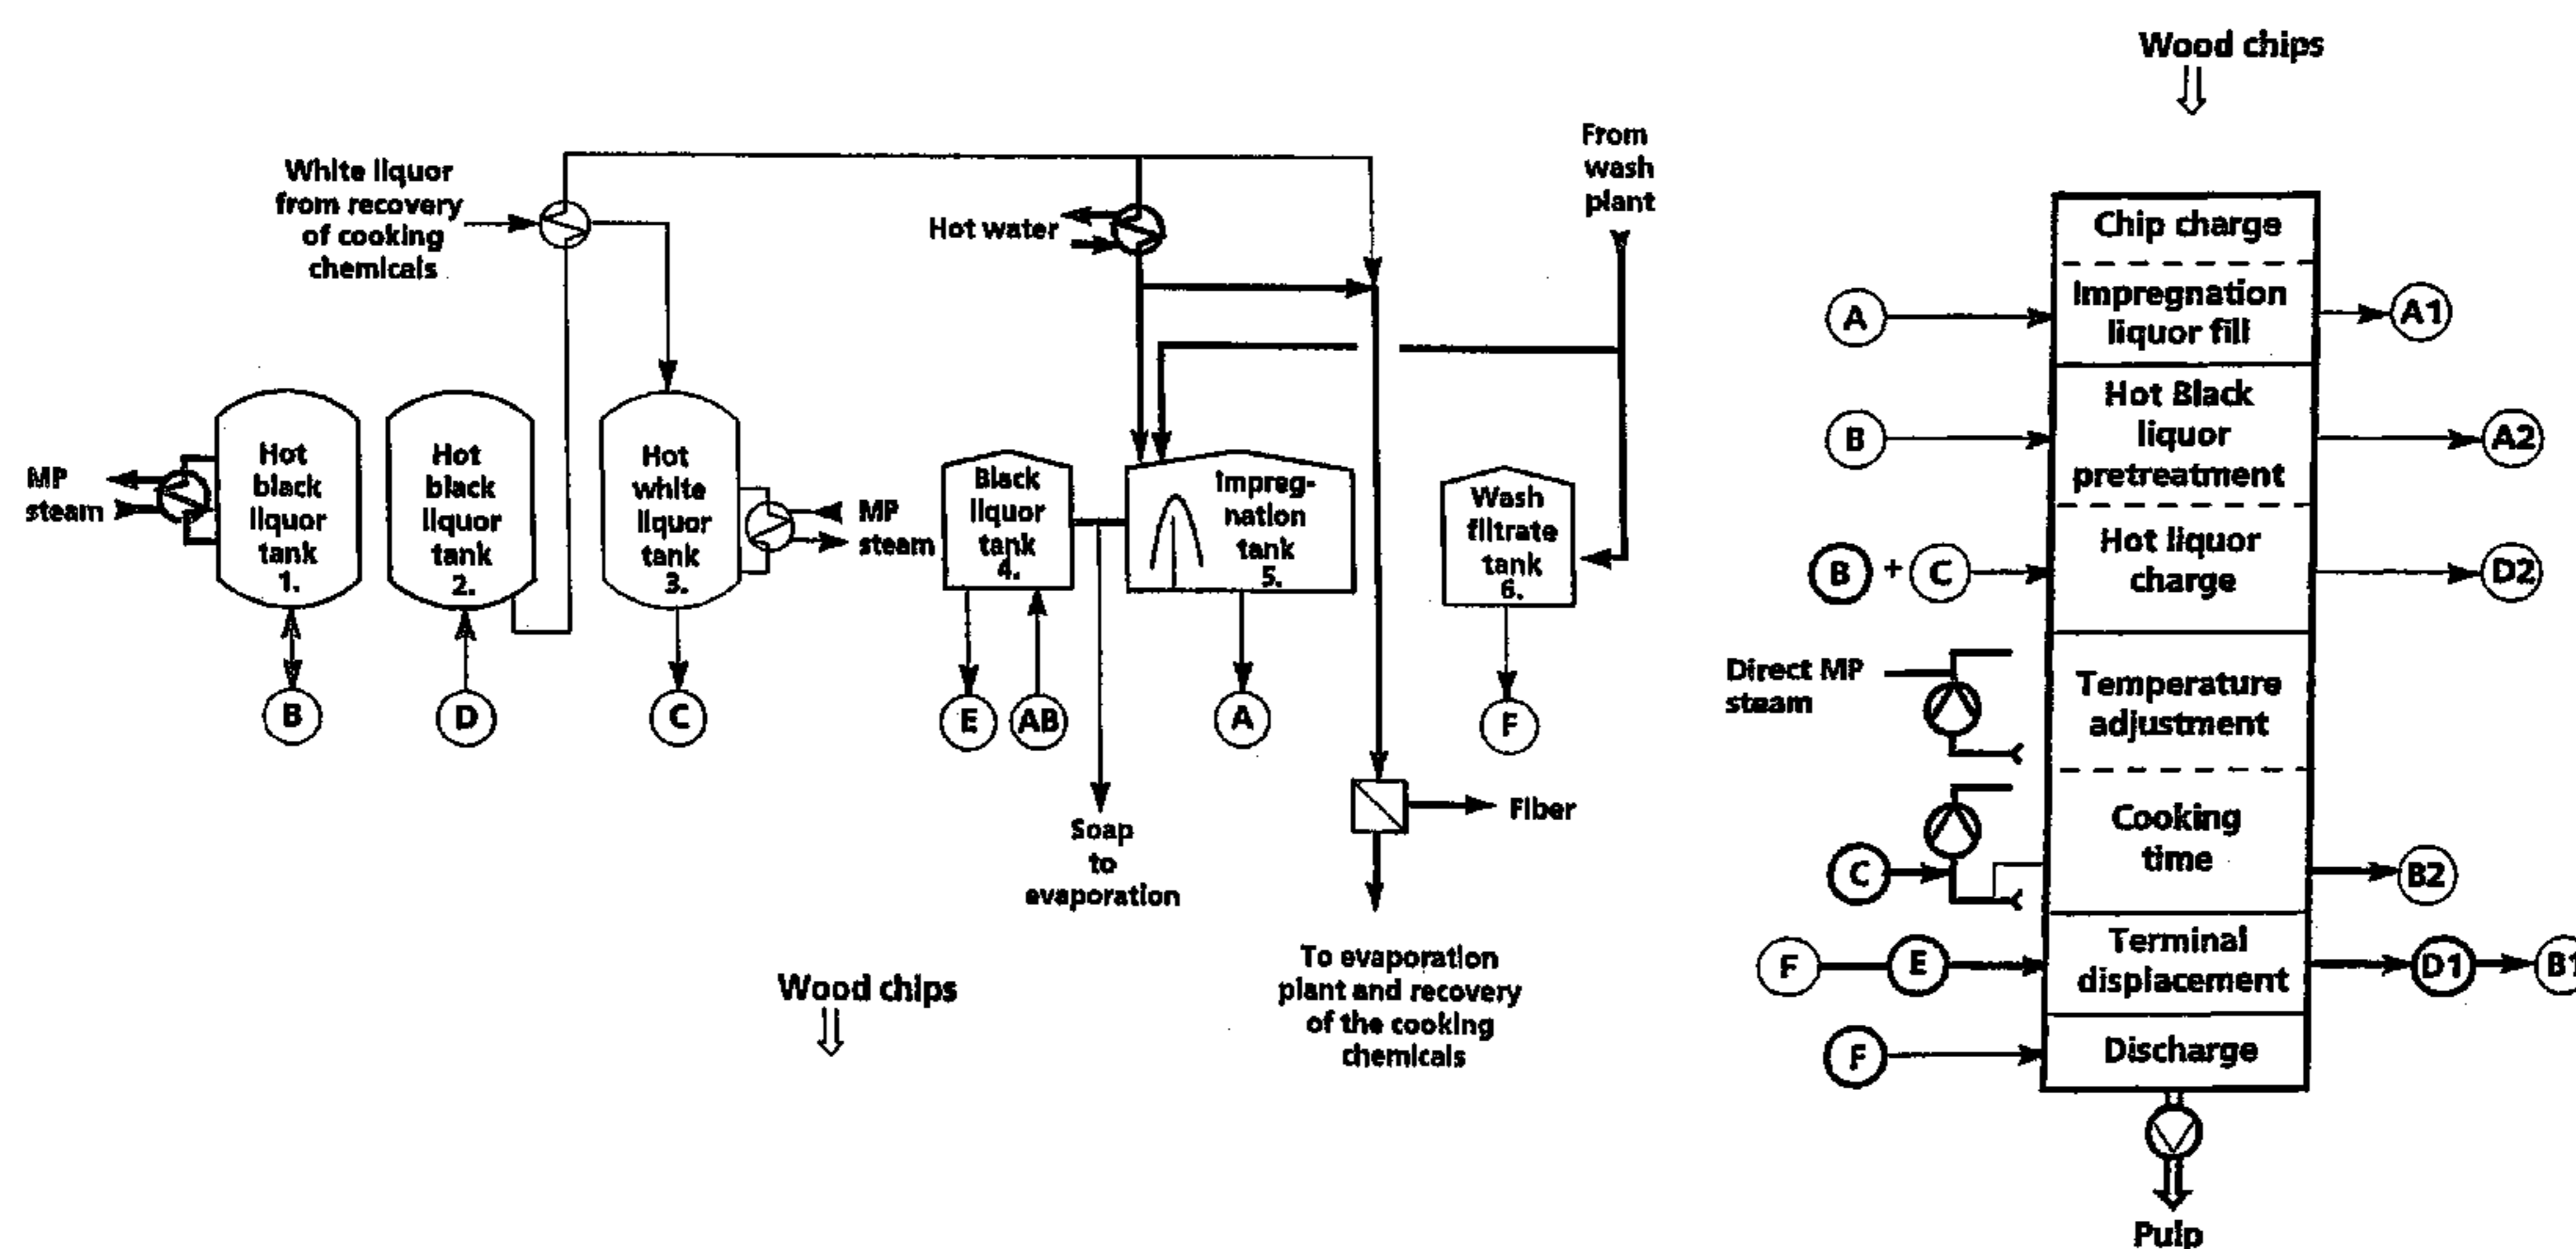 Wood chips
From
wash
plant
White liquor
from recovery
of cooking
chemicals
Hot water
MP
steam
Hot
black
liquor
tank
1.
Hot
black
liquor
tank
2.
Hot
white
liquor
tank
3.
MP
steam
Black
liquor
tank
4.
Impreg-
nation
tank
5.
Wash
filtrate
tank
6.
B
D
C
E
AB
A
F
Soap
to
evaporation
Fiber
To evaporation
plant and recovery
of the cooking
chemicals
Wood chips
Chip charge
A
Impregnation
liquor fill
A1
B
Hot Black
liquor
pretreatment
A2
B + C
Hot liquor
charge
D2
Direct MP
steam
Temperature
adjustment
C
Cooking
time
B2
F
E
Terminal
displacement
D1
B1
F
Discharge
Pulp